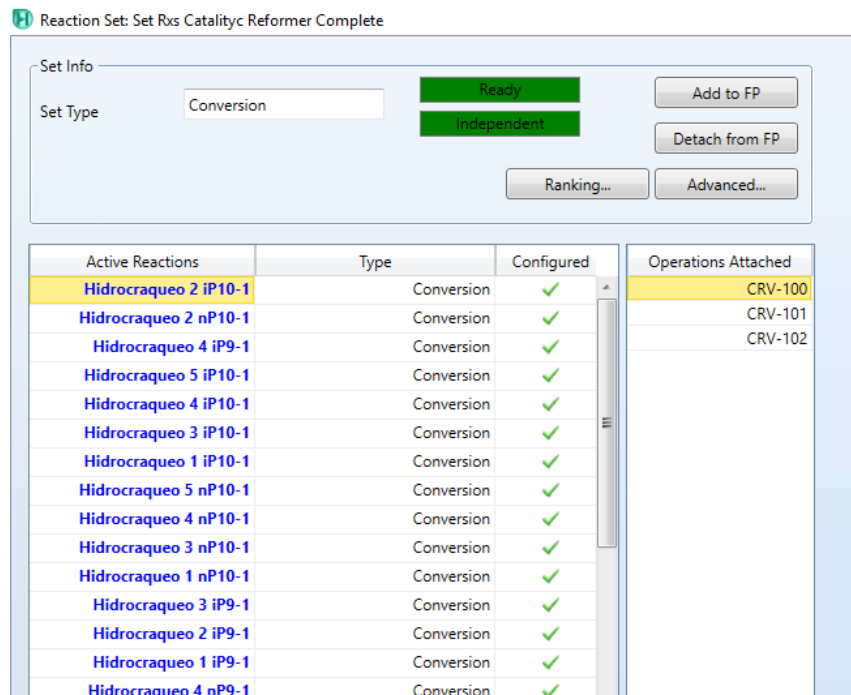 Reaction Set: Set Rxs Catalityc Reformer Complete
Set Info
Set Type Conversion Ready Add to FP
Independent Detach from FP
Ranking... Advanced...
Active Reactions Type Configured Operations Attached
Hidrocraqueo 2 iP10-1 Conversion CRV-100
Hidrocraqueo 2 nP10-1 Conversion CRV-101
Hidrocraqueo 4 iP9-1 Conversion CRV-102
Hidrocraqueo 5 iP10-1 Conversion
Hidrocraqueo 4 iP10-1 Conversion
Hidrocraqueo 3 iP10-1 Conversion
Hidrocraqueo 1 iP10-1 Conversion
Hidrocraqueo 5 nP10-1 Conversion
Hidrocraqueo 4 nP10-1 Conversion
Hidrocraqueo 3 nP10-1 Conversion
Hidrocraqueo 1 nP10-1 Conversion
Hidrocraqueo 3 iP9-1 Conversion
Hidrocraqueo 2 iP9-1 Conversion
Hidrocraqueo 1 iP9-1 Conversion
Hidrocraqueo 4 nP9-1 Conversion